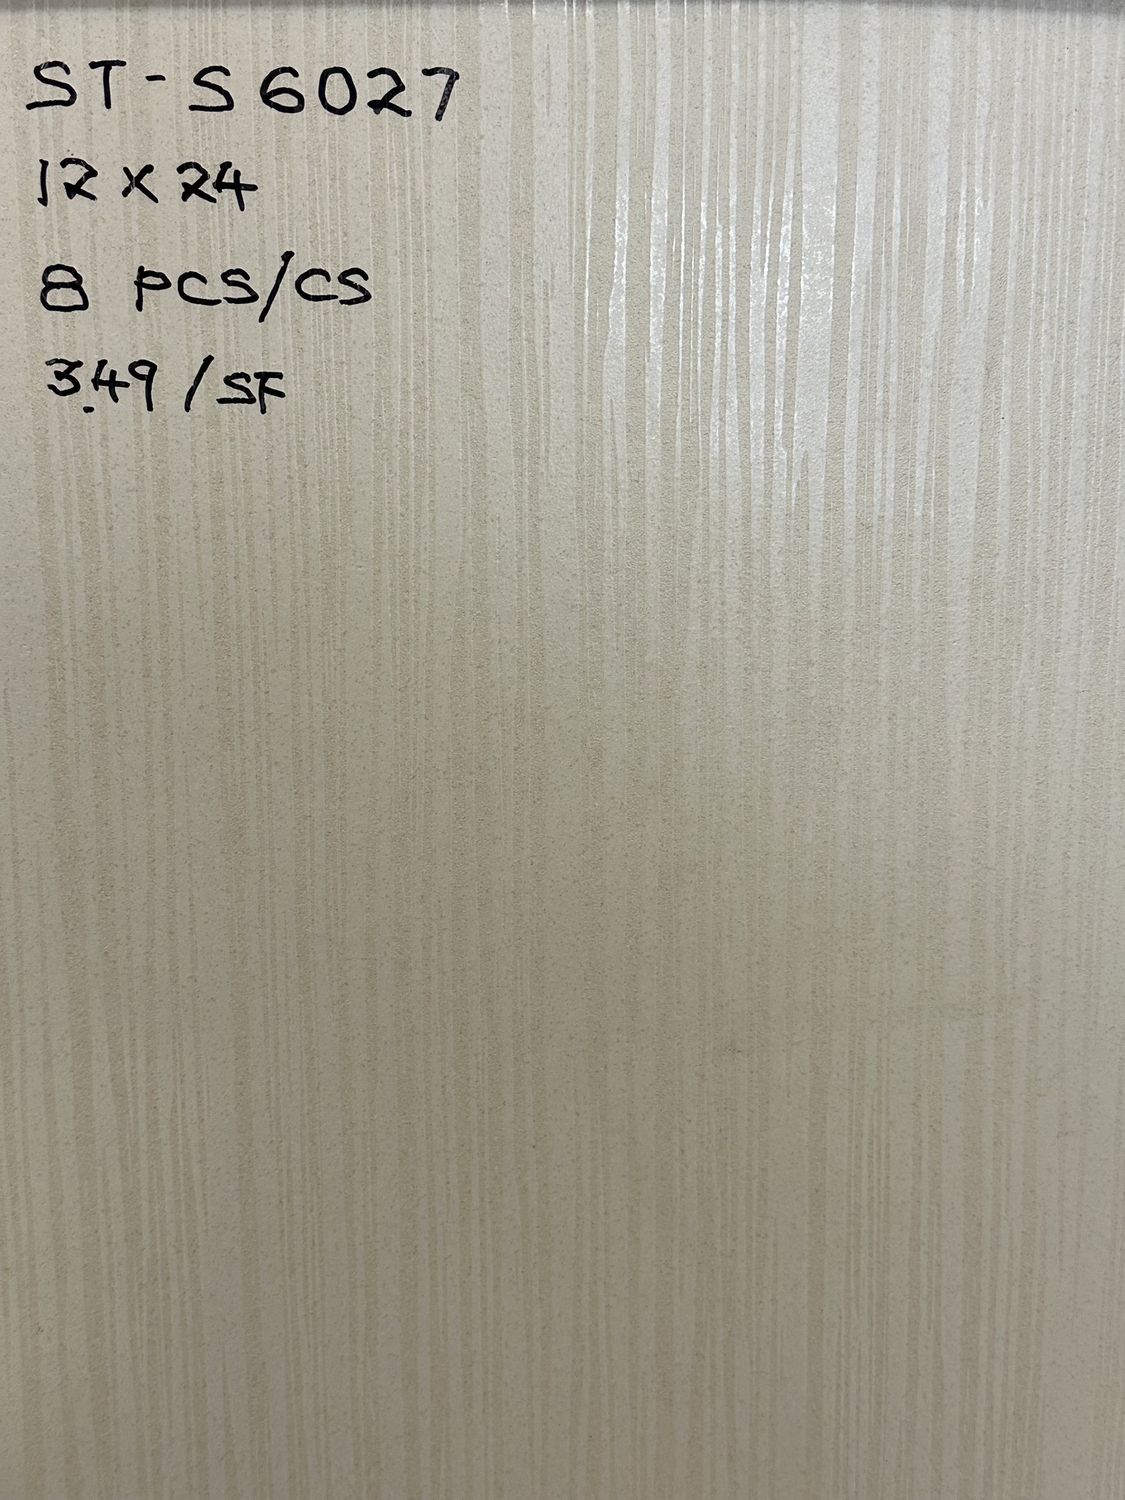 ST-S6027
12 x 24
8 PCS/CS
3.49/SF